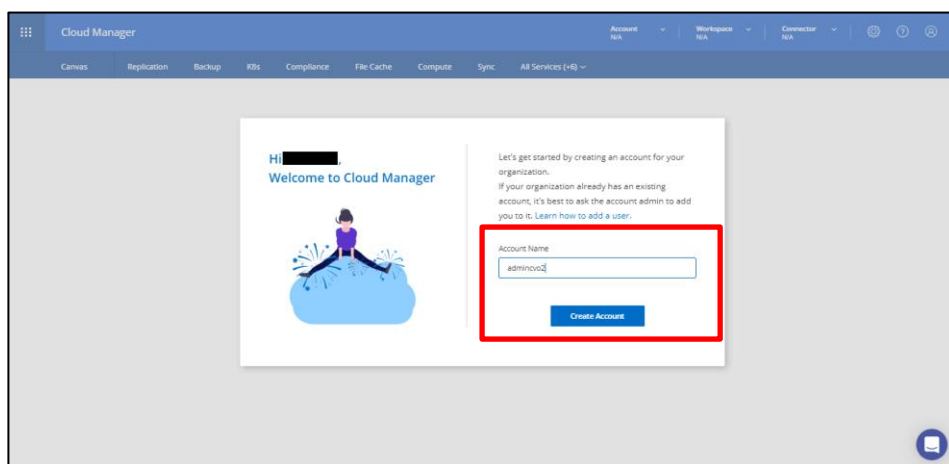 Cloud Manager
Account
N/A
Workspace
N/A
Connector
N/A
Canvas Replication Backup K8s Compliance File Cache Compute Sync All Services (+6)
Hi ,
Welcome to Cloud Manager
Let's get started by creating an account for your
organization.
If your organization already has an existing
account, it's best to ask the account admin to add
you to it. Learn how to add a user.
Account Name
admincvo2
Create Account